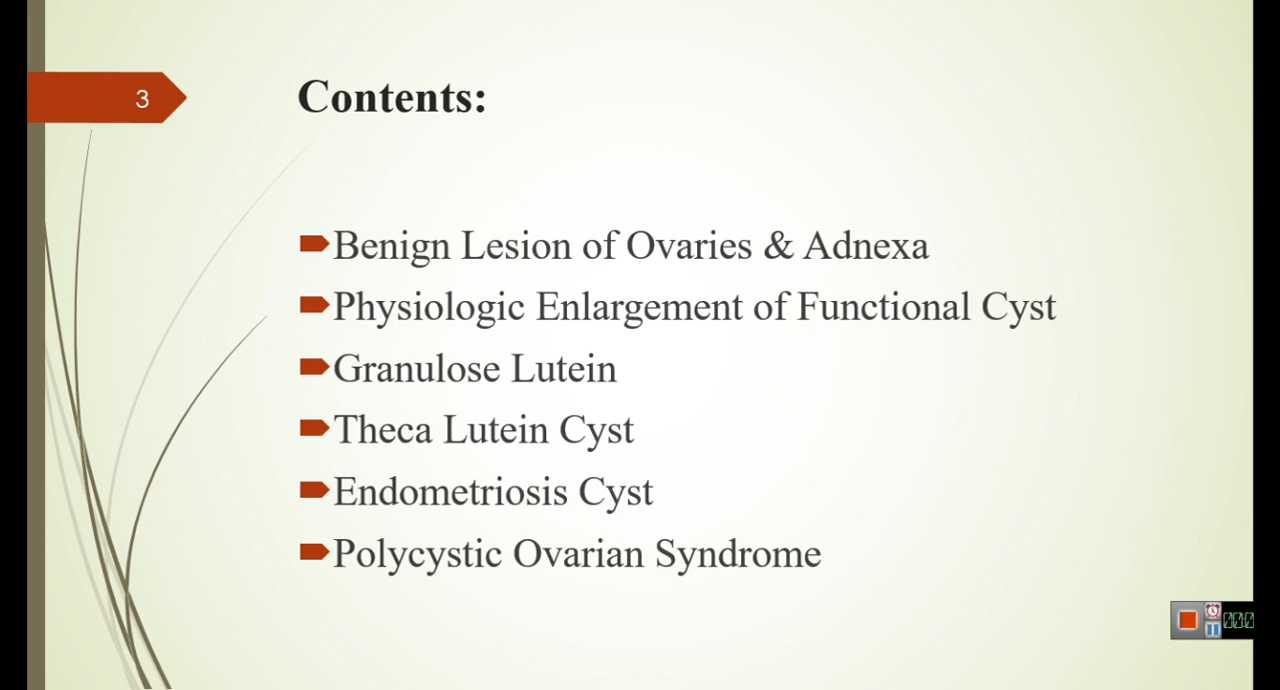 3
Contents:
Benign Lesion of Ovaries & Adnexa
Physiologic Enlargement of Functional Cyst
Granulose Lutein
Theca Lutein Cyst
Endometriosis Cyst
Polycystic Ovarian Syndrome